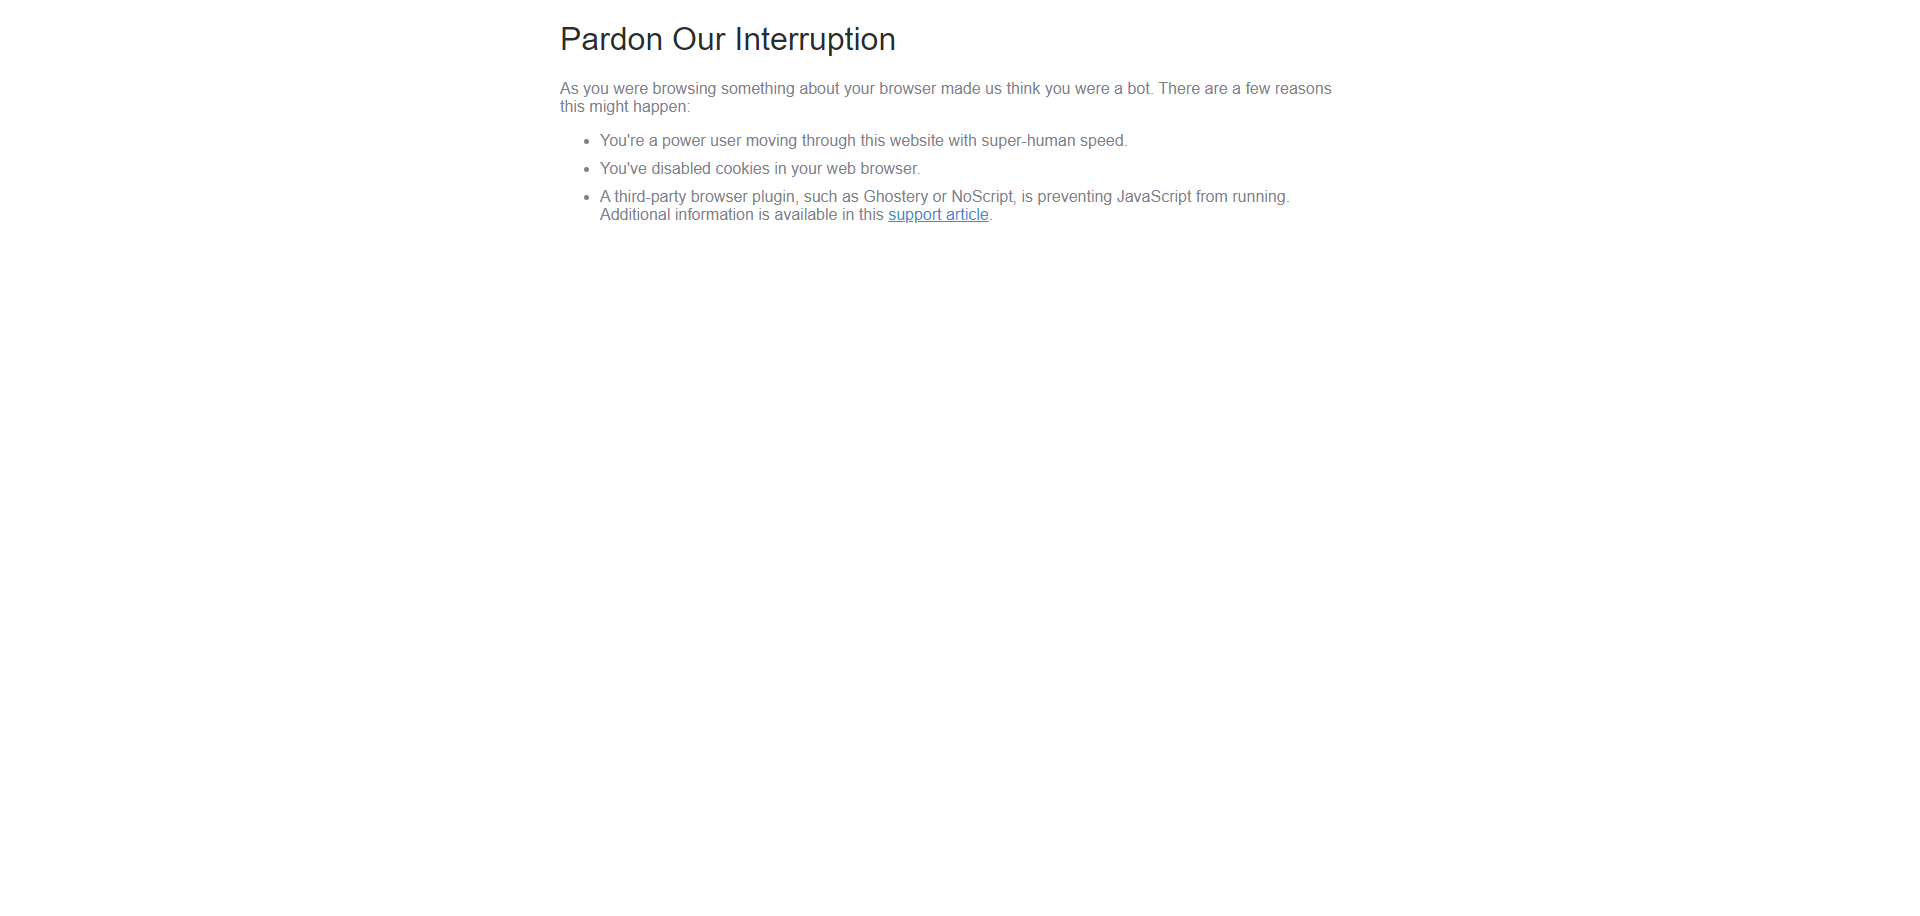 Pardon Our Interruption
As you were browsing something about your browser made us think you were a bot. There are a few reasons
this might happen:
• You're a power user moving through this website with super-human speed.
• You've disabled cookies in your web browser.
• A third-party browser plugin, such as Ghostery or NoScript, is preventing JavaScript from running.
Additional information is available in this support article.